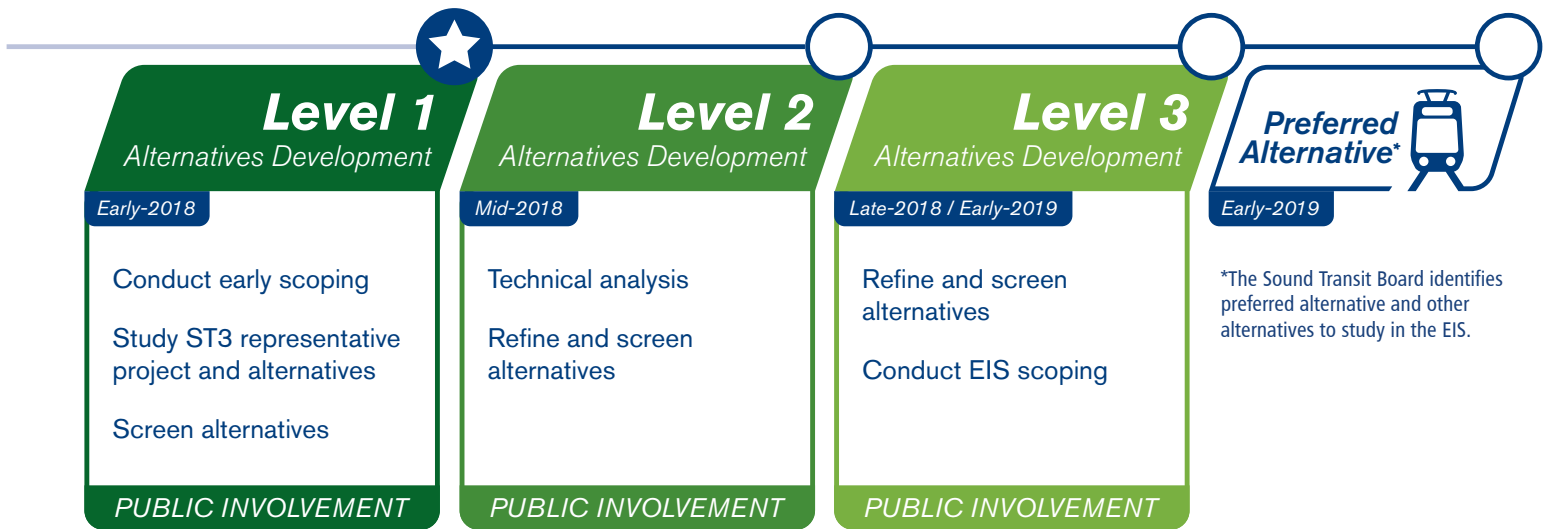 Level 1
Alternatives Development
Early-2018
Conduct early scoping
Study ST3 representative
project and alternatives
Screen alternatives
PUBLIC INVOLVEMENT
Level 2
Alternatives Development
Mid-2018
Technical analysis
Refine and screen
alternatives
PUBLIC INVOLVEMENT
Level 3
Alternatives Development
Late-2018 / Early-2019
Refine and screen
alternatives
Conduct EIS scoping
PUBLIC INVOLVEMENT
Preferred
Alternative*
Early-2019
*The Sound Transit Board identifies
preferred alternative and other
alternatives to study in the EIS.